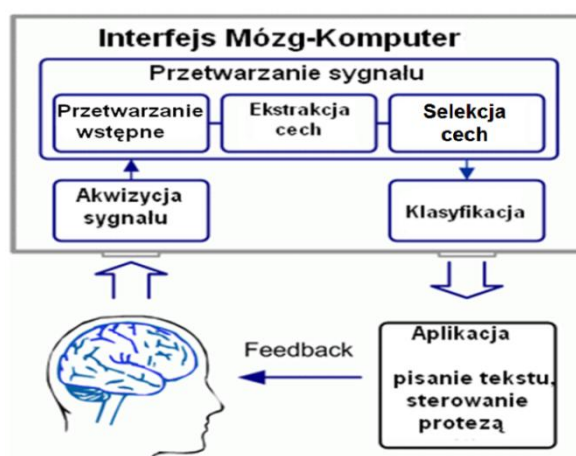 Interfejs Mózg-Komputer
Przetwarzanie sygnału
Przetwarzanie
wstępne
Ekstrakcja
cech
Selekcja
cech
Akwizycja
sygnału
Klasyfikacja
Feedback
Aplikacja
pisanie tekstu,
sterowanie
protezą